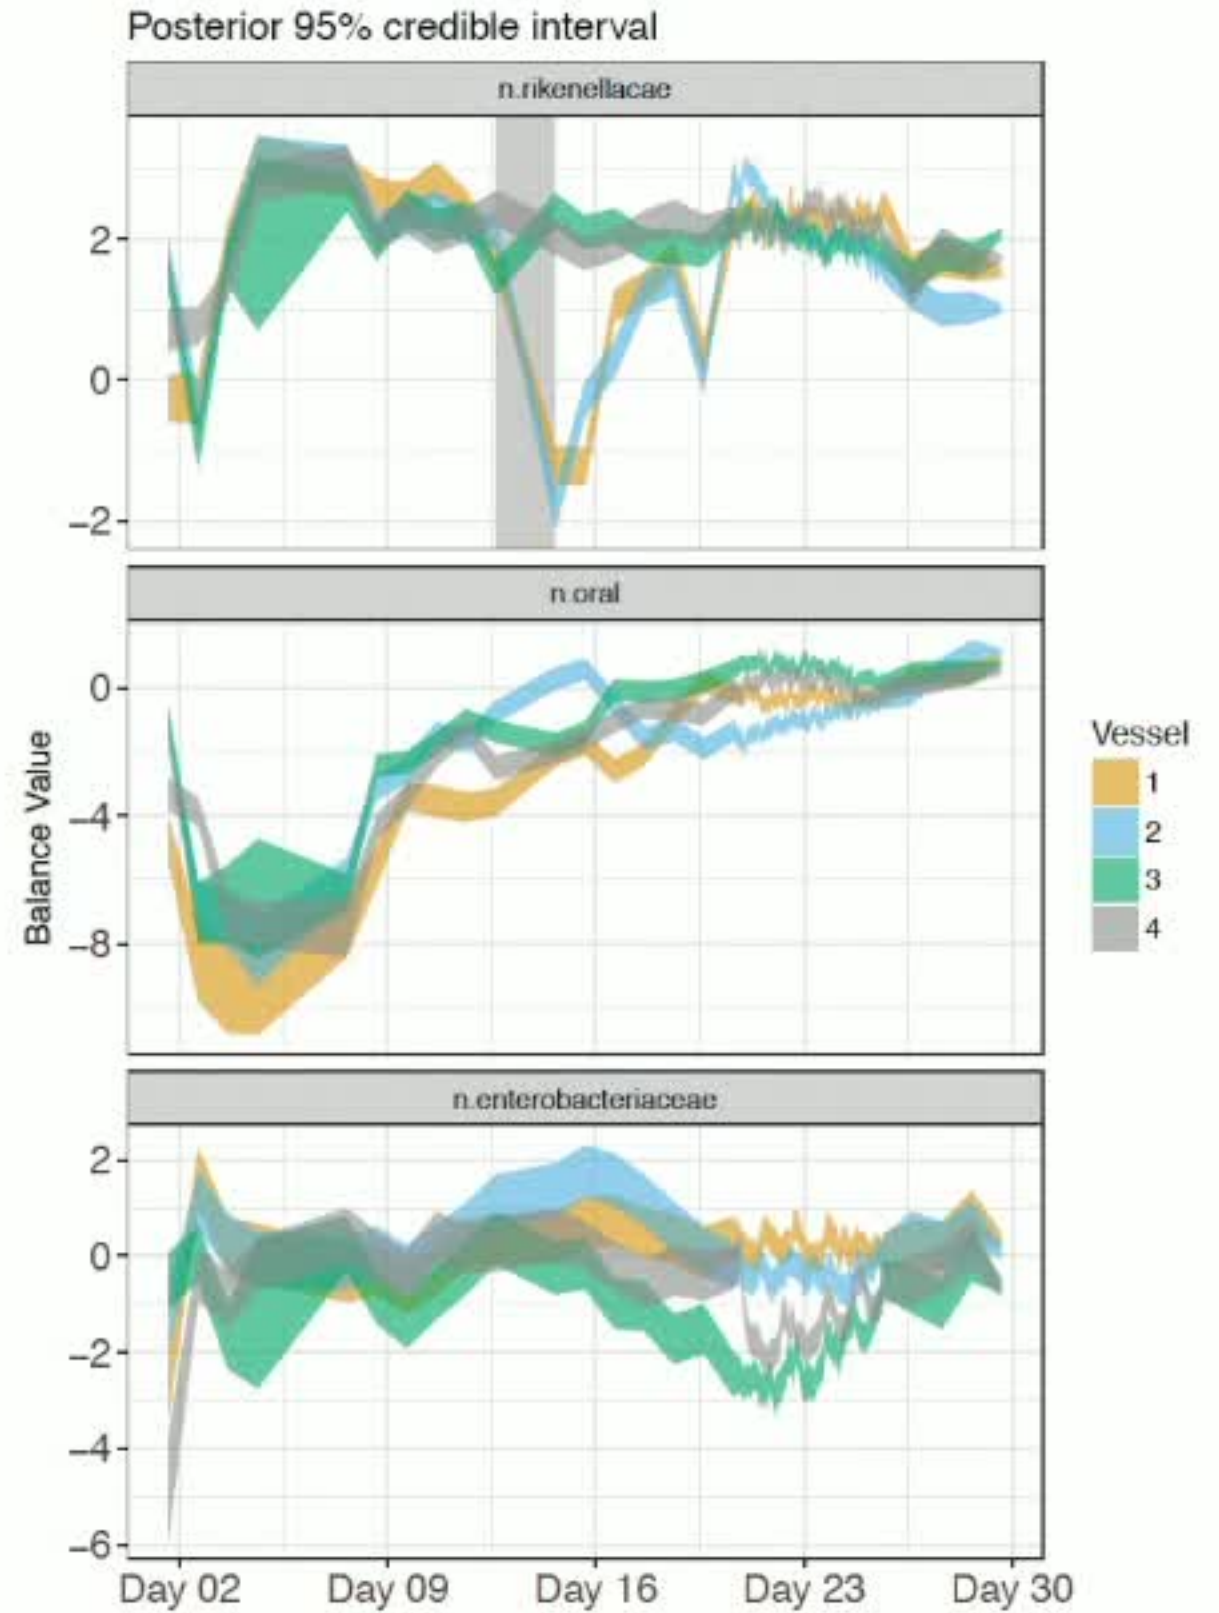 Posterior 95% credible interval
n.rikenellacae
2
0
−2
n.oral
0
−4
−8
Balance Value
Vessel
1
2
3
4
n.enterobacteriaceae
2
0
−2
−4
−6
Day 02 Day 09 Day 16 Day 23 Day 30